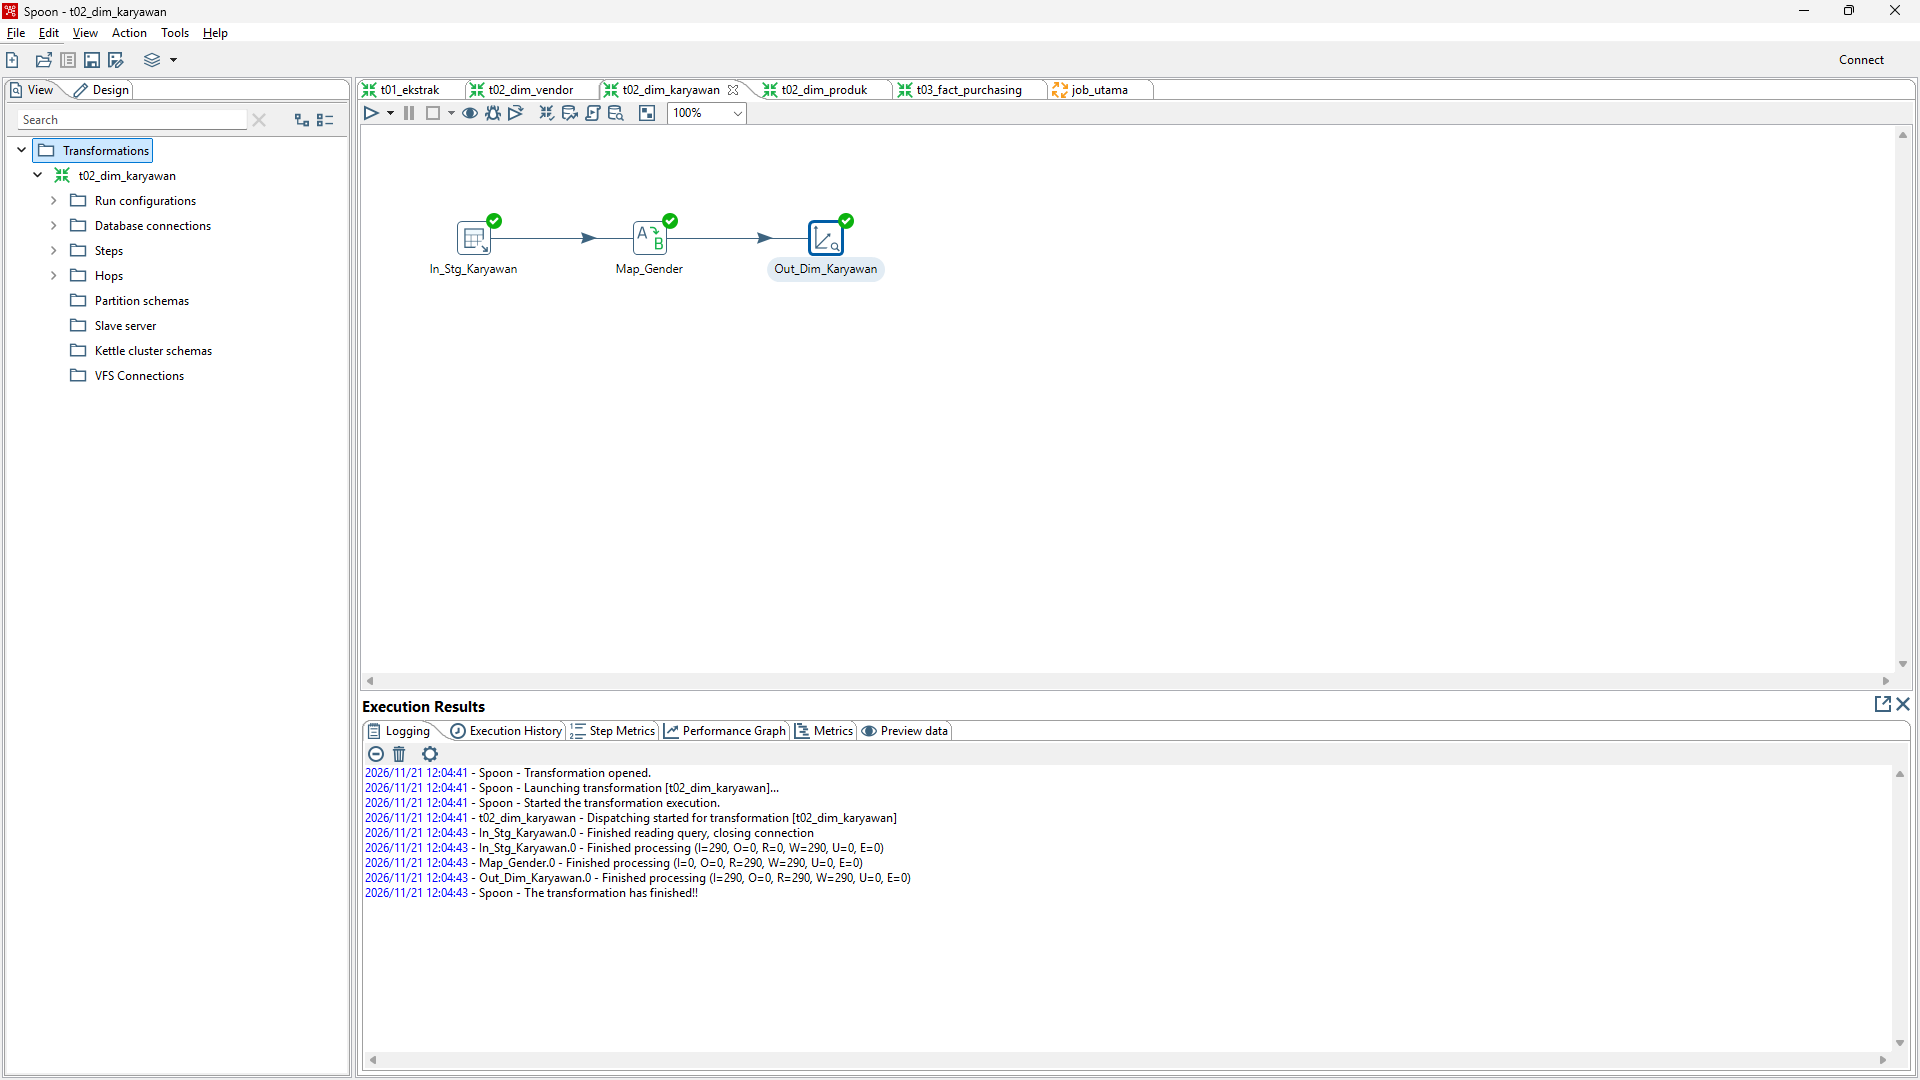 Spoon - t02_dim_karyawan
File Edit View Action Tools Help
Connect
View Design
Search
Transformations
t02_dim_karyawan
Run configurations
Database connections
Steps
Hops
Partition schemas
Slave server
Kettle cluster schemas
VFS Connections
t01_ekstrak t02_dim_vendor t02_dim_karyawan t02_dim_produk t03_fact_purchasing job_utama
100%
In_Stg_Karyawan Map_Gender Out_Dim_Karyawan
Execution Results
Logging Execution History Step Metrics Performance Graph Metrics Preview data
2026/11/21 12:04:41 - Spoon - Transformation opened.
2026/11/21 12:04:41 - Spoon - Launching transformation [t02_dim_karyawan]...
2026/11/21 12:04:41 - Spoon - Started the transformation execution.
2026/11/21 12:04:41 - t02_dim_karyawan - Dispatching started for transformation [t02_dim_karyawan]
2026/11/21 12:04:43 - In_Stg_Karyawan.0 - Finished reading query, closing connection
2026/11/21 12:04:43 - In_Stg_Karyawan.0 - Finished processing (I=290, O=0, R=0, W=290, U=0, E=0)
2026/11/21 12:04:43 - Map_Gender.0 - Finished processing (I=0, O=0, R=290, W=290, U=0, E=0)
2026/11/21 12:04:43 - Out_Dim_Karyawan.0 - Finished processing (I=290, O=0, R=290, W=290, U=0, E=0)
2026/11/21 12:04:43 - Spoon - The transformation has finished!!